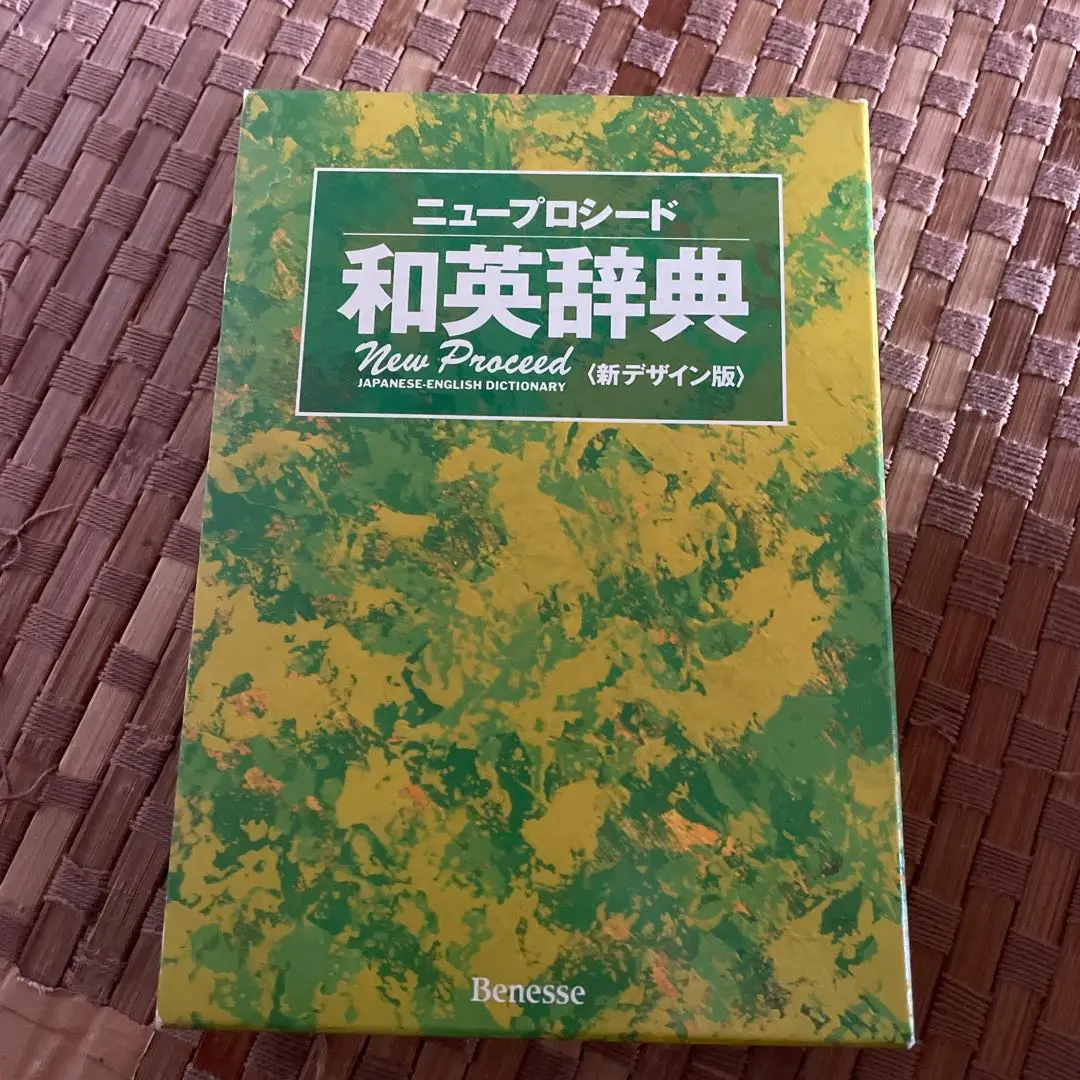 ニュープロシード
和英辞典
New Proceed
JAPANESE-ENGLISH DICTIONARY
〈新デザイン版〉
Benesse